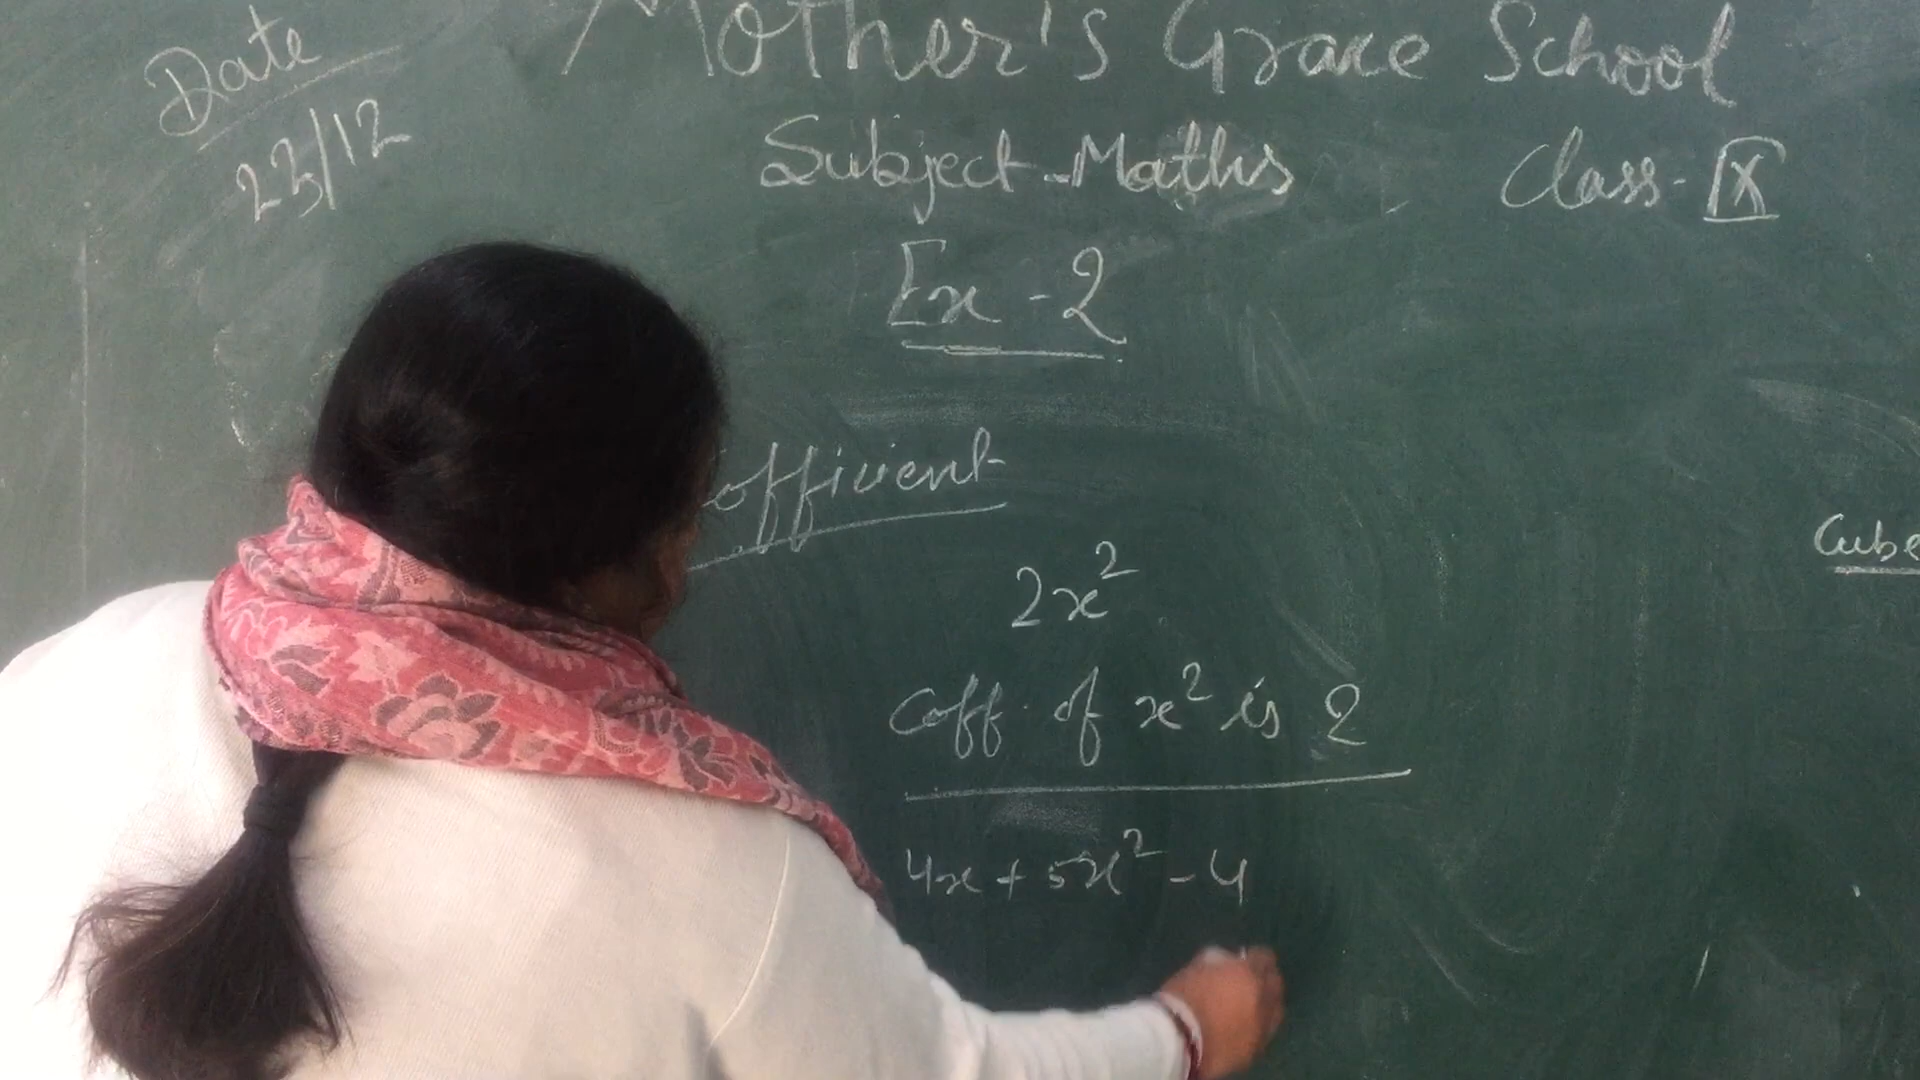 Date
23/12
Mother's Grace School
Subject - Maths
Class - IX
Ex - 2
offivent
2x²
Coff. of x² is 2
4x + 5x² - 4
Cube